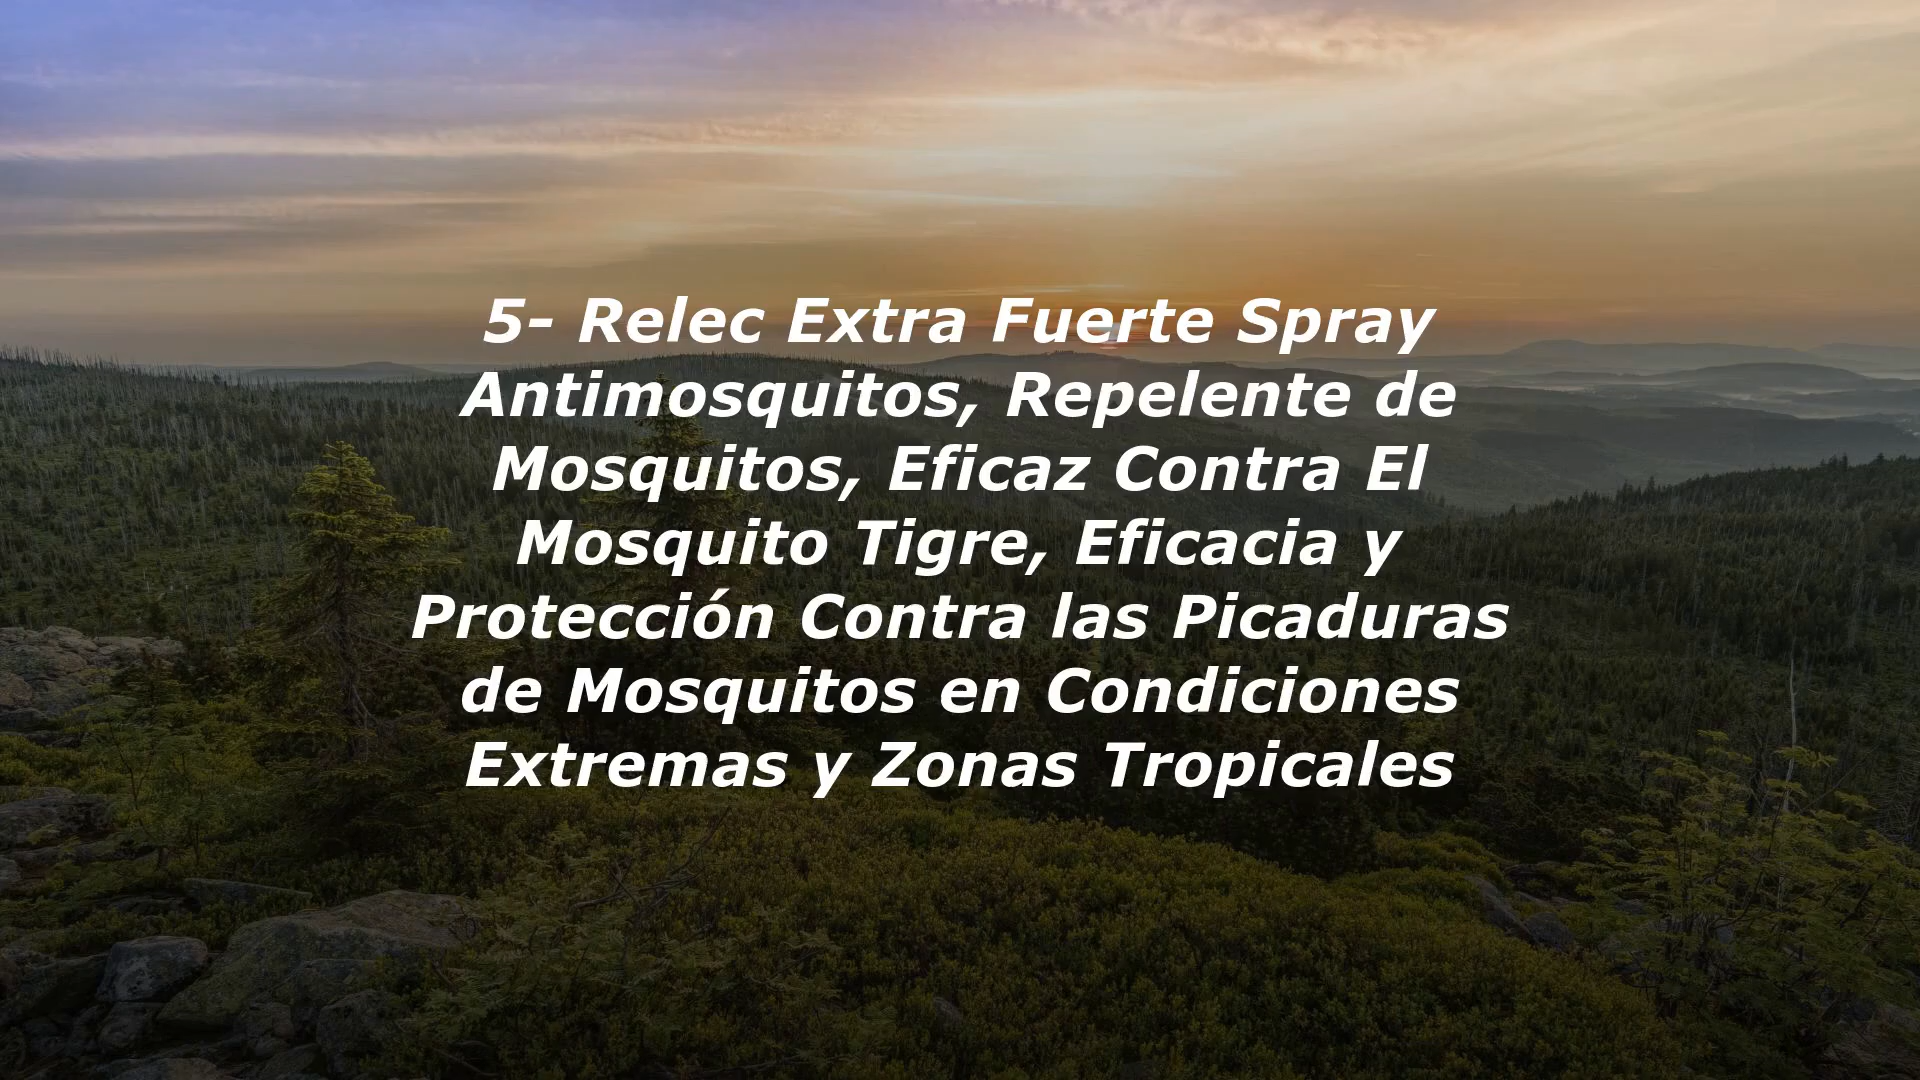 5- Relec Extra Fuerte Spray
Antimosquitos, Repelente de
Mosquitos, Eficaz Contra El
Mosquito Tigre, Eficacia y
Protección Contra las Picaduras
de Mosquitos en Condiciones
Extremas y Zonas Tropicales